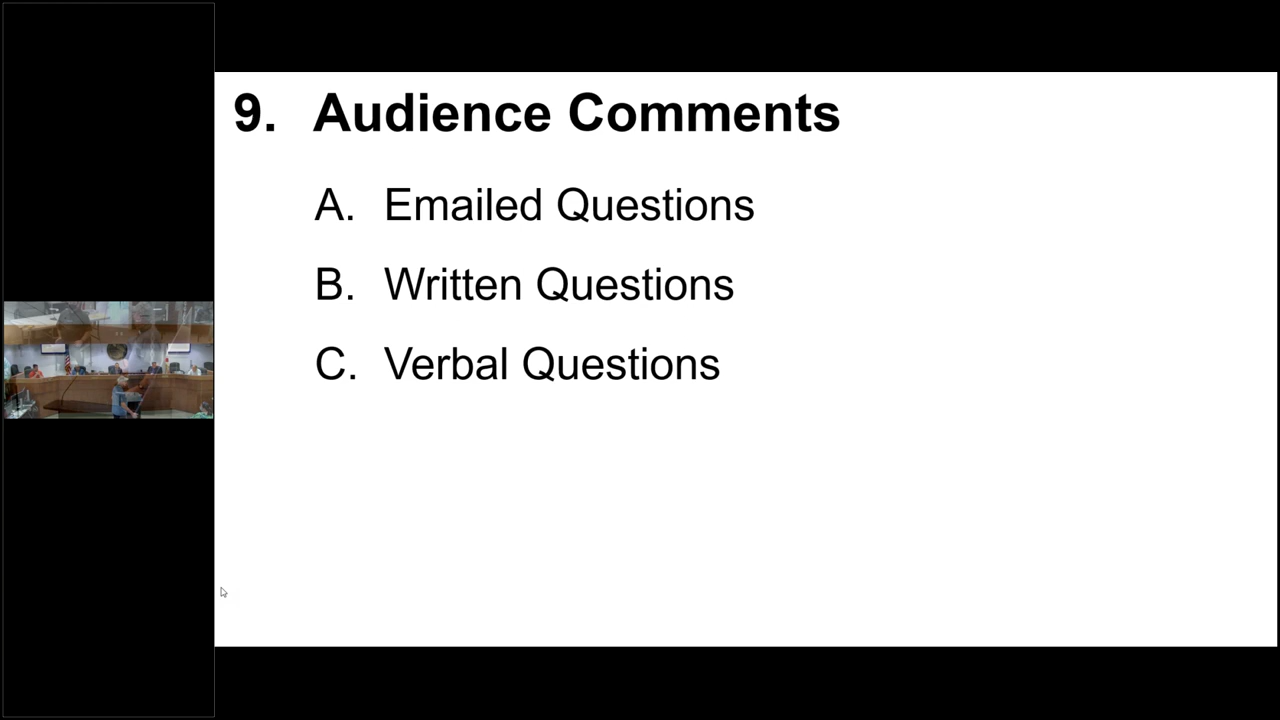 9. Audience Comments
A. Emailed Questions
B. Written Questions
C. Verbal Questions